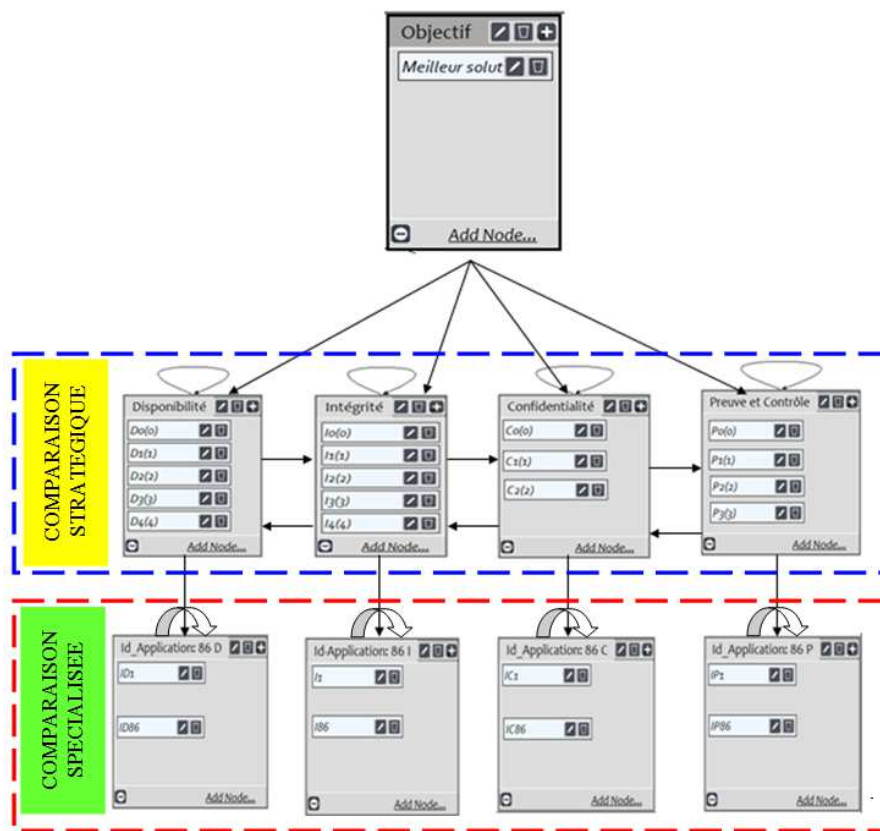 Objectif
Meilleur solut
Add Node...
COMPARAISON
STRATEGIQUE
Disponibilité
D0(0)
D1(1)
D2(2)
D3(3)
D4(4)
Add Node...
Intégrité
I0(0)
I1(1)
I2(2)
I3(3)
I4(4)
Add Node...
Confidentialité
C0(0)
C1(1)
C2(2)
Add Node...
Preuve et Contrôle
P0(0)
P1(1)
P2(2)
P3(3)
Add Node...
COMPARAISON
SPECIALISEE
Id_Application: 86 D
ID1
ID86
Add Node...
Id-Application: 86 I
I1
I86
Add Node...
Id_Application: 86 C
IC1
IC86
Add Node...
Id_Application: 86 P
IP1
IP86
Add Node...